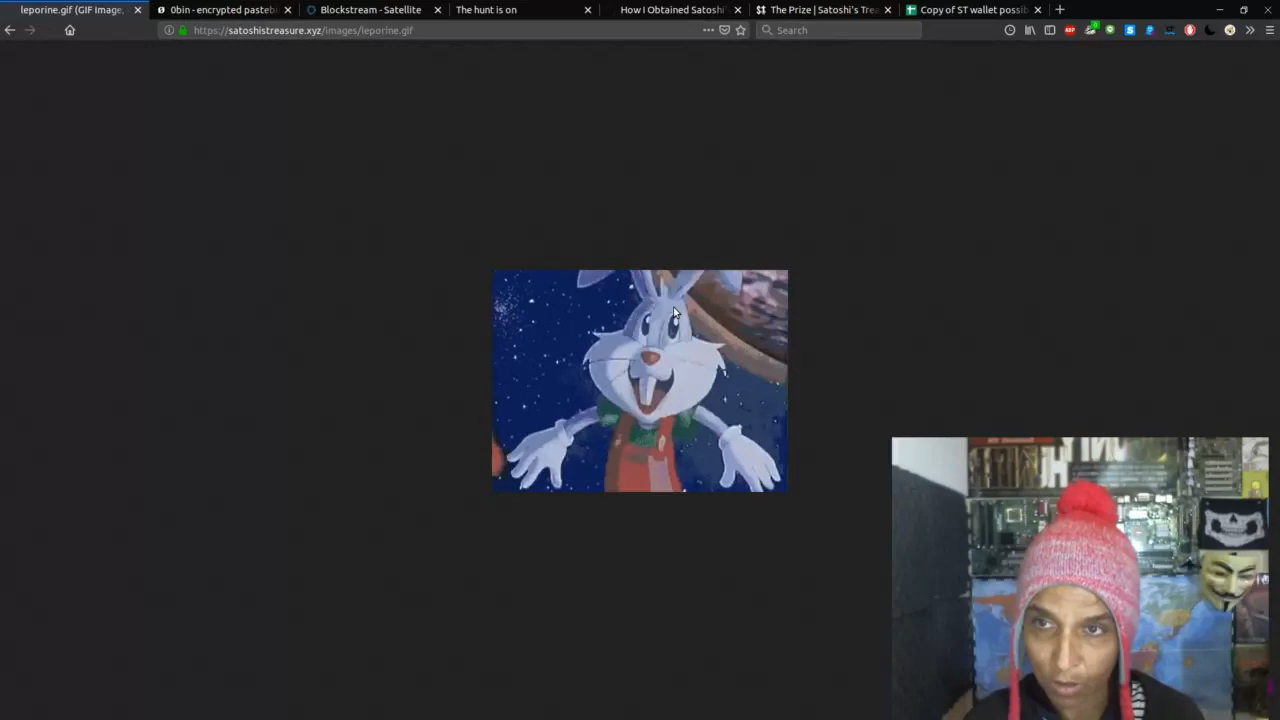 leporine.gif (GIF Image,
0bin - encrypted pasteb
Blockstream - Satellite
The hunt is on
How I Obtained Satoshi'
The Prize | Satoshi's Trea
Copy of ST wallet possib
https://satoshistreasure.xyz/images/leporine.gif
Search